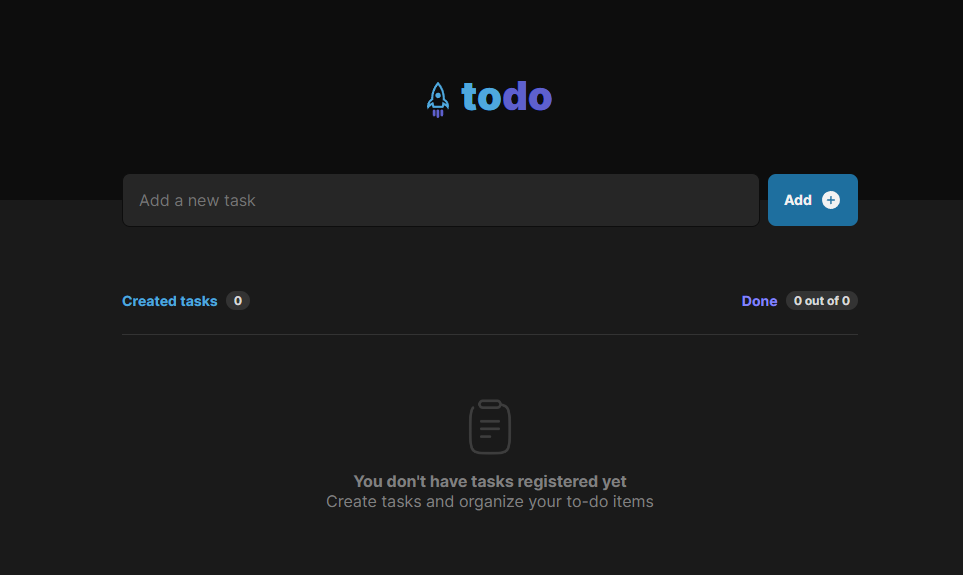 todo
Add a new task
Add
Created tasks 0
Done 0 out of 0
You don't have tasks registered yet
Create tasks and organize your to-do items